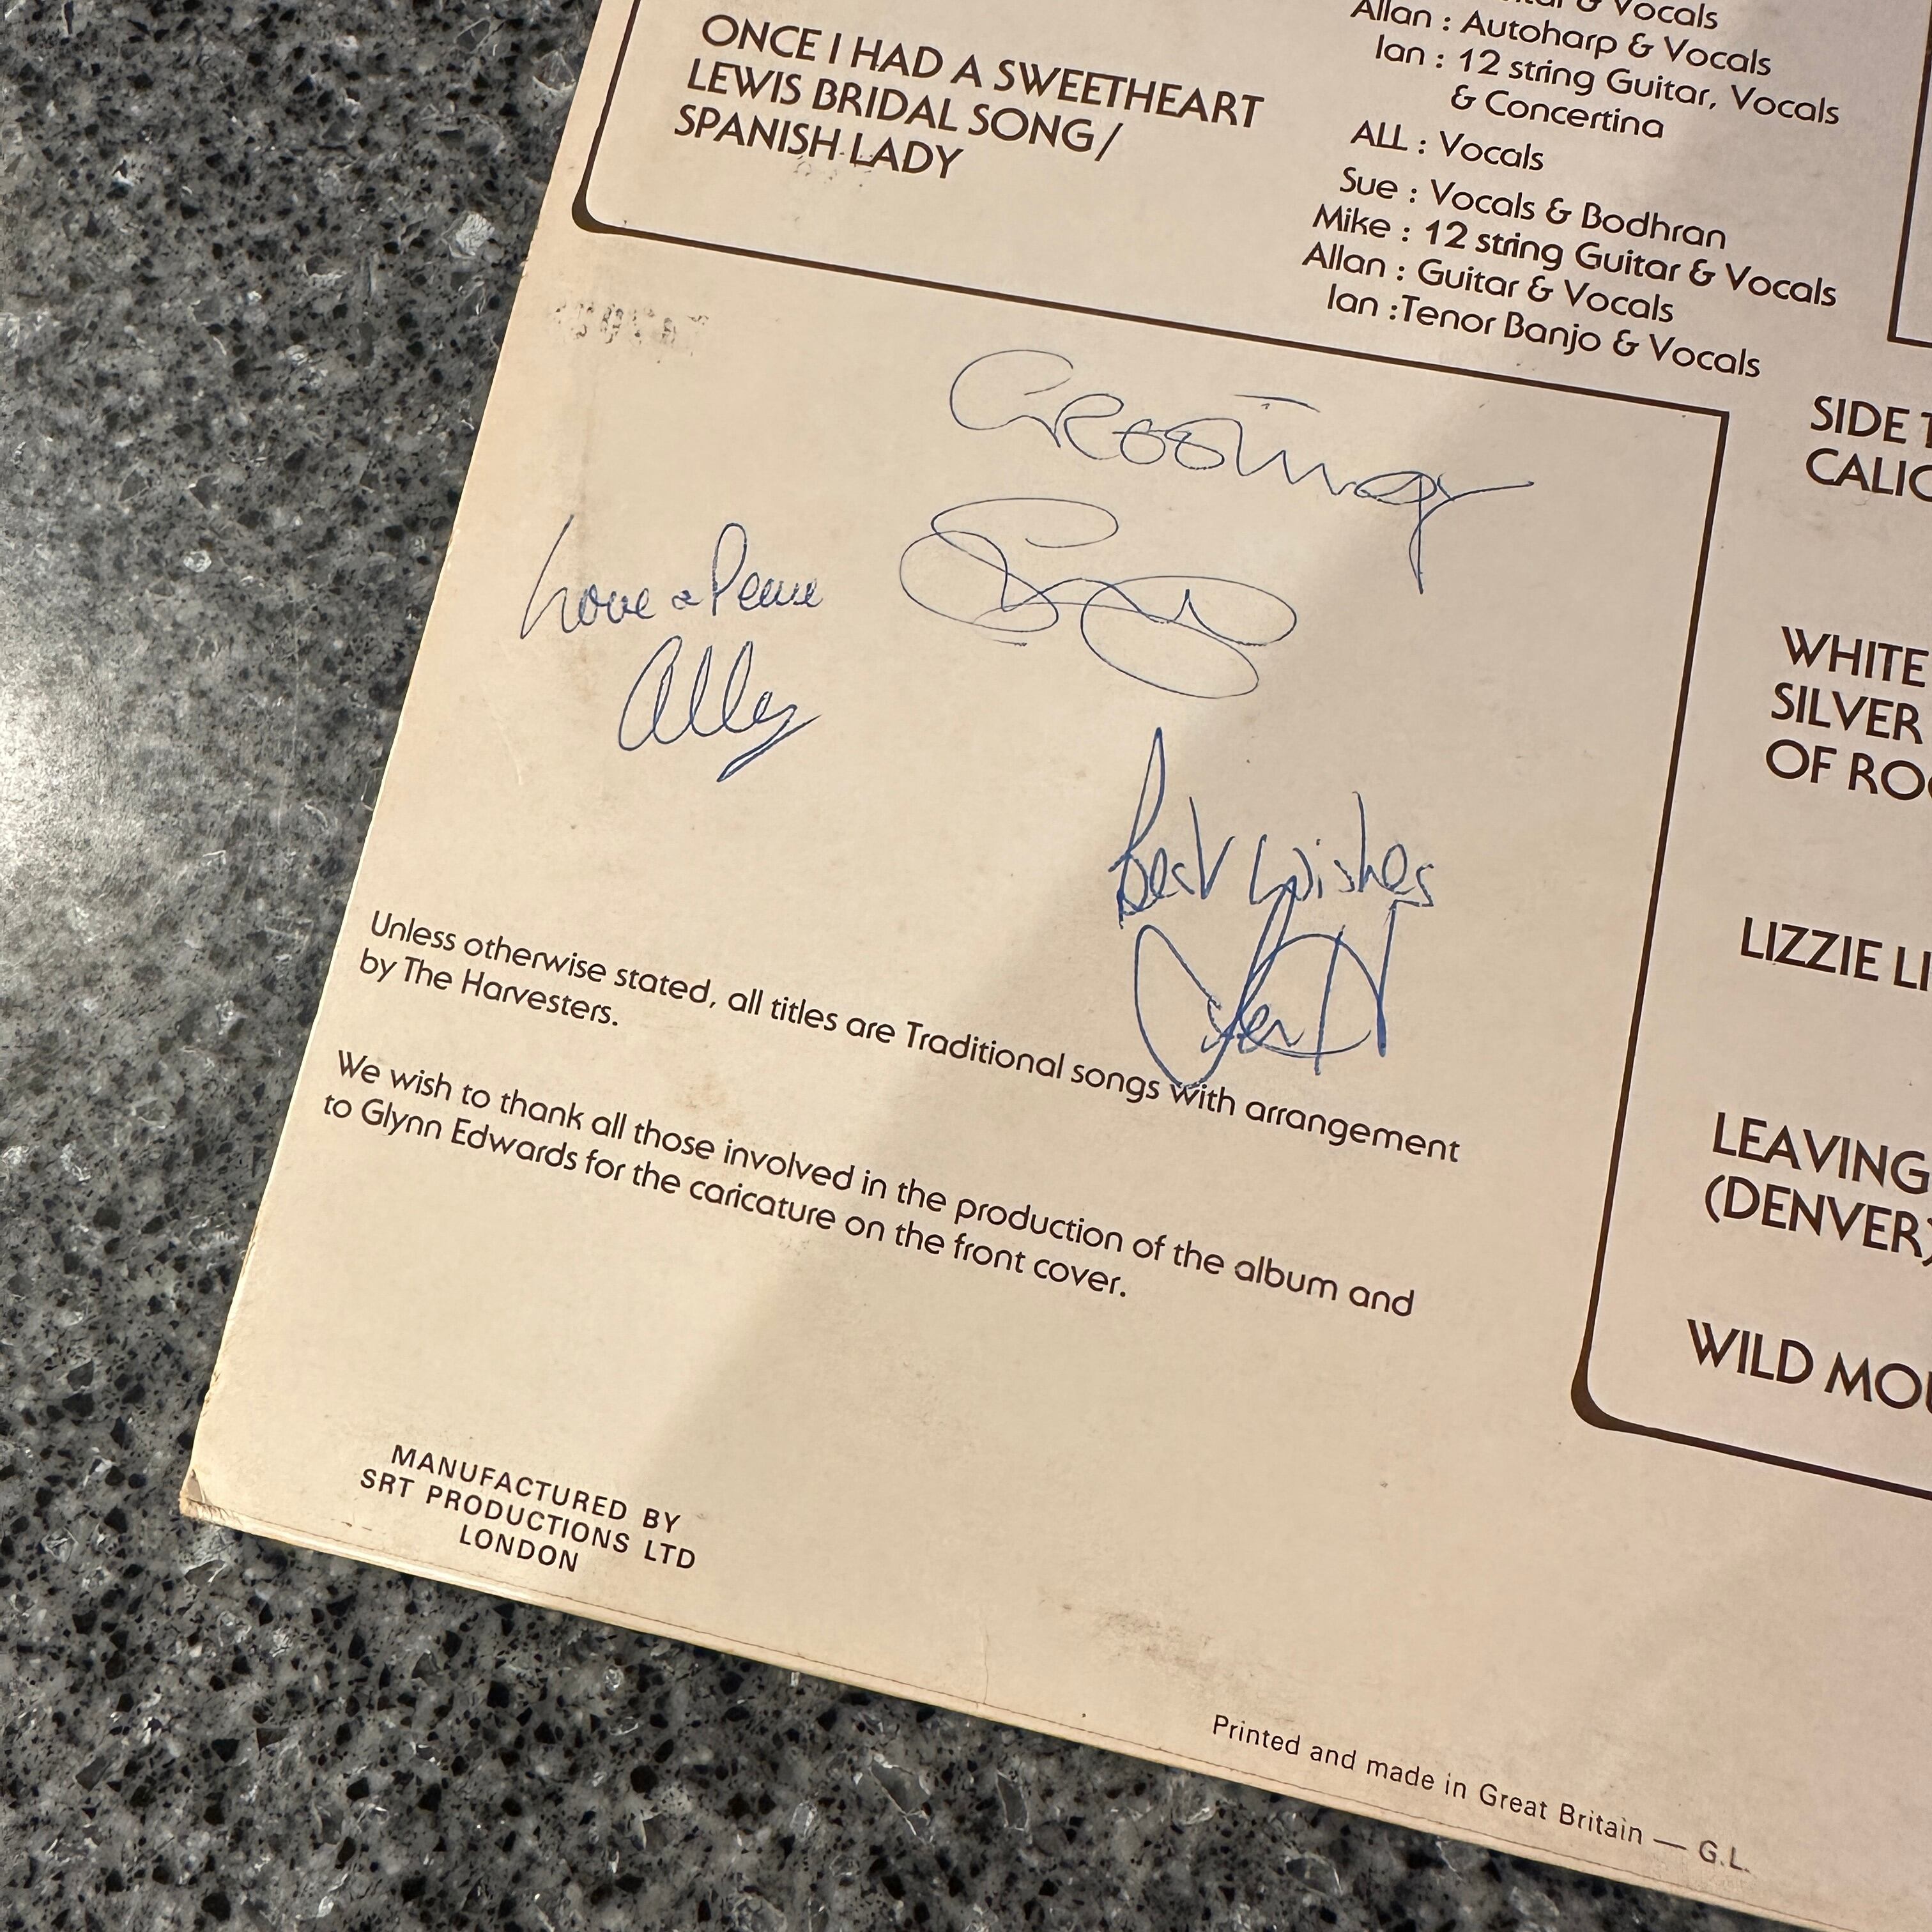 ONCE I HAD A SWEETHEART
LEWIS BRIDAL SONG/
SPANISH LADY
& Vocals
Allan : Autoharp & Vocals
Ian : 12 string Guitar, Vocals
& Concertina
ALL : Vocals
Sue : Vocals & Bodhran
Mike : 12 string Guitar & Vocals
Allan : Guitar & Vocals
Ian :Tenor Banjo & Vocals
Greetings
Love & Peace
Ally
Best Wishes
Unless otherwise stated, all titles are Traditional songs with arrangement
by The Harvesters.
We wish to thank all those involved in the production of the album and
to Glynn Edwards for the caricature on the front cover.
MANUFACTURED BY
SRT PRODUCTIONS LTD
LONDON
Printed and made in Great Britain — G.L.
SIDE
CALIC
WHITE
SILVER
OF RO
LIZZIE LI
LEAVING
(DENVER)
WILD MOU